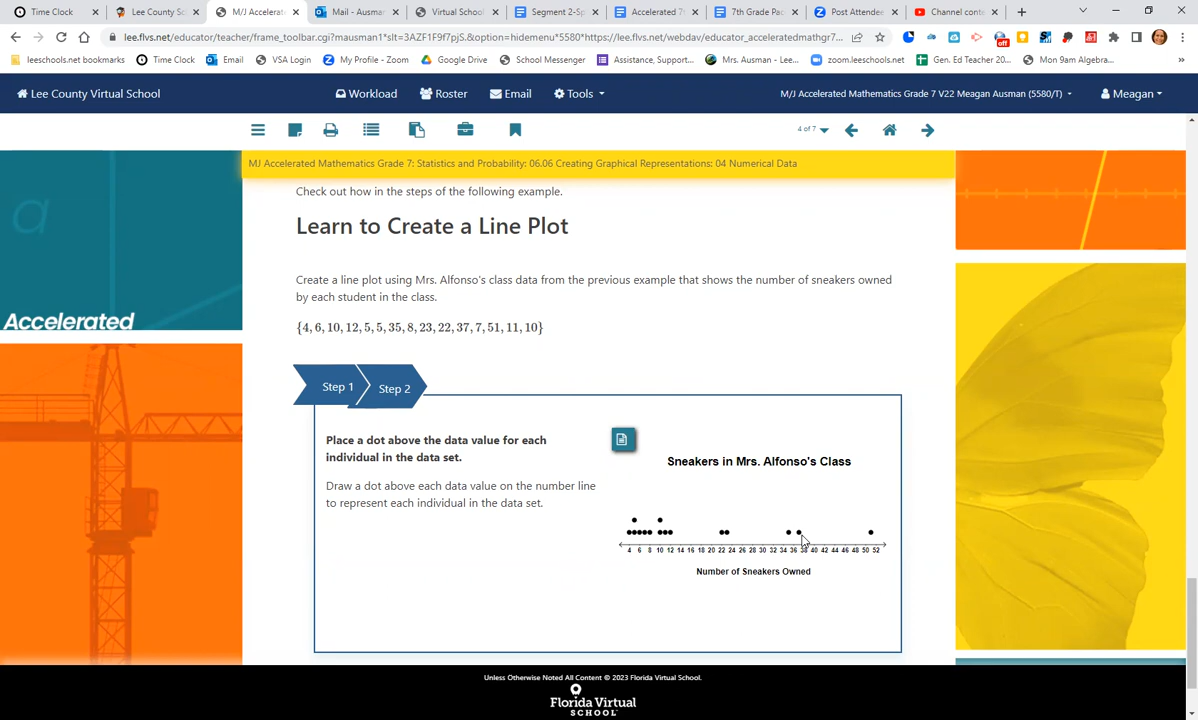 Time Clock
Lee County Sc
M/J Accelerat
Mail - Ausma
Virtual Schoo
Segment 2-Sp
Accelerated 7
7th Grade Pac
Post Attendee
Channel conte
lee.flvs.net/educator/teacher/frame_toolbar.cgi?mausman1*slt=3AZF1F9f7pjS.&option=hidemenu*5580*https://lee.flvs.net/webdav/educator_acceleratedmathgr7...
off
leeschools.net bookmarks
Time Clock
Email
VSA Login
My Profile - Zoom
Google Drive
School Messenger
Assistance, Support...
Mrs. Ausman - Lee...
zoom.leeschools.net
Gen. Ed Teacher 20...
Mon 9am Algebra...
Lee County Virtual School
Workload
Roster
Email
Tools
M/J Accelerated Mathematics Grade 7 V22 Meagan Ausman (5580/T)
Meagan
4 of 7
MJ Accelerated Mathematics Grade 7: Statistics and Probability: 06.06 Creating Graphical Representations: 04 Numerical Data
Check out how in the steps of the following example.
Learn to Create a Line Plot
Create a line plot using Mrs. Alfonso's class data from the previous example that shows the number of sneakers owned
by each student in the class.
{4, 6, 10, 12, 5, 5, 35, 8, 23, 22, 37, 7, 51, 11, 10}
Accelerated
Step 1
Step 2
Place a dot above the data value for each
individual in the data set.
Draw a dot above each data value on the number line
to represent each individual in the data set.
Sneakers in Mrs. Alfonso's Class
4 6 8 10 12 14 16 18 20 22 24 26 28 30 32 34 36 38 40 42 44 46 48 50 52
Number of Sneakers Owned
Unless Otherwise Noted All Content © 2023 Florida Virtual School.
Florida Virtual
SCHOOL